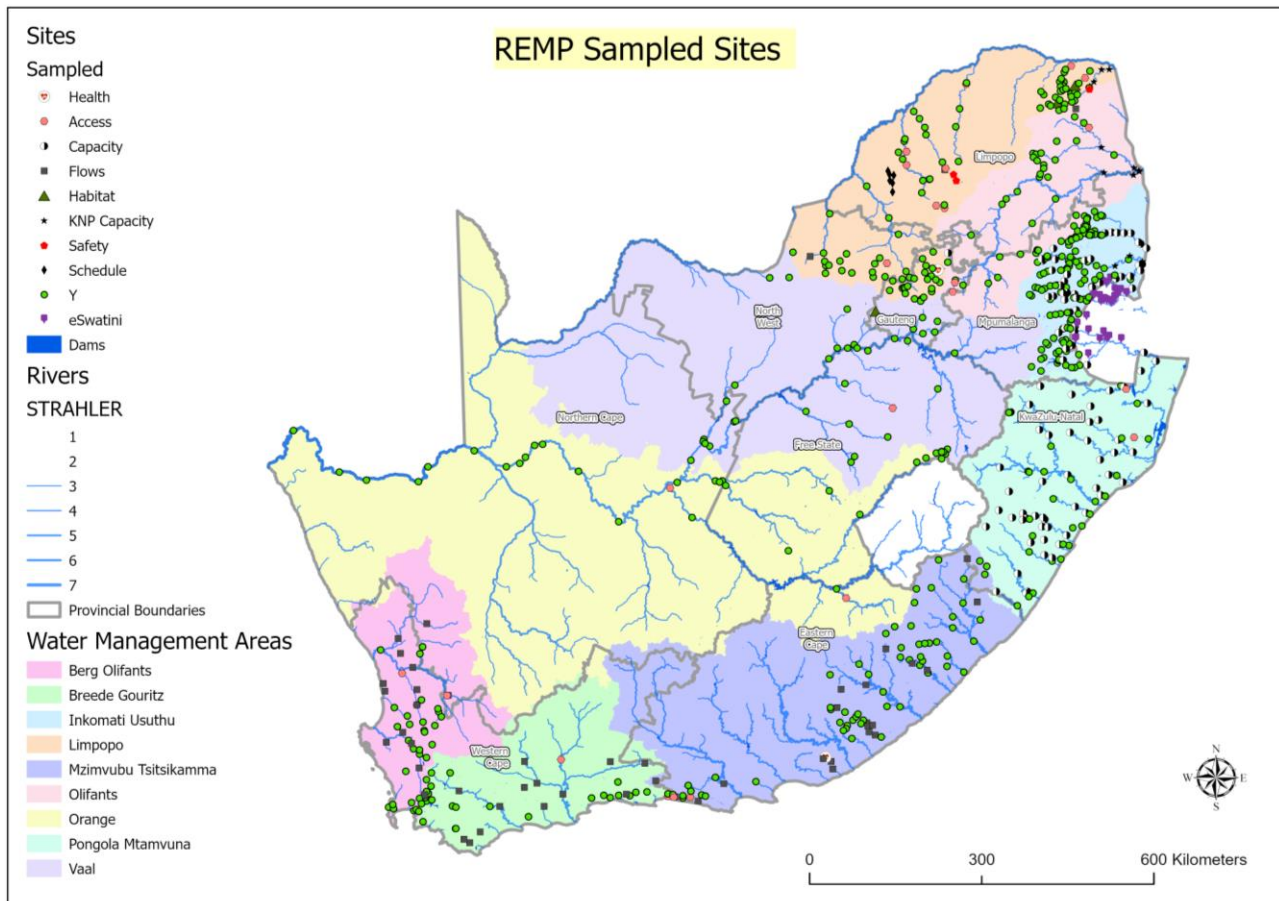 REMP Sampled Sites
Sites
Sampled
Health
Access
Capacity
Flows
Habitat
KNP Capacity
Safety
Schedule
Y
eSwatini
Dams
Rivers
STRAHLER
1
2
3
4
5
6
7
Provincial Boundaries
Water Management Areas
Berg Olifants
Breede Gouritz
Inkomati Usuthu
Limpopo
Mzimvubu Tsitsikamma
Olifants
Orange
Pongola Mtamvuna
Vaal
Limpopo
North
West
Gauteng
Mpumalanga
Northern Cape
Free State
KwaZulu-Natal
Eastern
Cape
Western
Cape
N
W
E
S
0
300
600 Kilometers